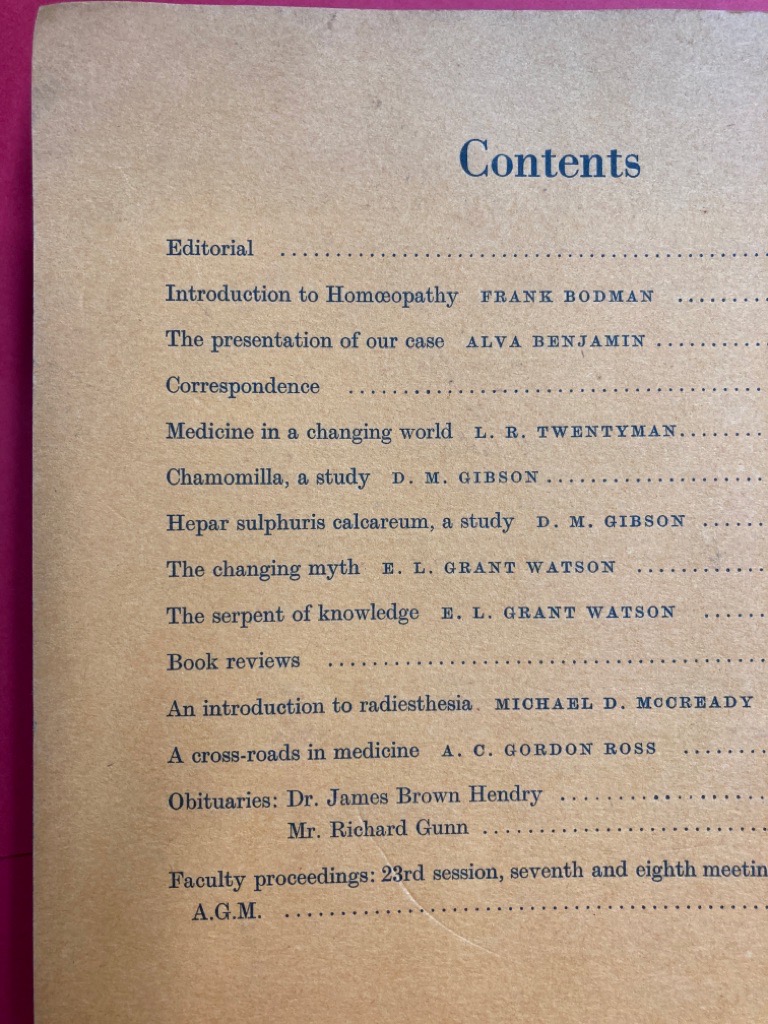 Contents
Editorial ........................................
Introduction to Homœopathy FRANK BODMAN ........
The presentation of our case ALVA BENJAMIN .........
Correspondence ........................................
Medicine in a changing world L. R. TWENTYMAN........
Chamomilla, a study D. M. GIBSON....................
Hepar sulphuris calcareum, a study D. M. GIBSON ......
The changing myth E. L. GRANT WATSON ............
The serpent of knowledge E. L. GRANT WATSON ......
Book reviews ........................................
An introduction to radiesthesia MICHAEL D. McCREADY
A cross-roads in medicine A. C. GORDON ROSS ........
Obituaries: Dr. James Brown Hendry ....................
Mr. Richard Gunn ..........................
Faculty proceedings: 23rd session, seventh and eighth meetin
A.G.M. ........................................